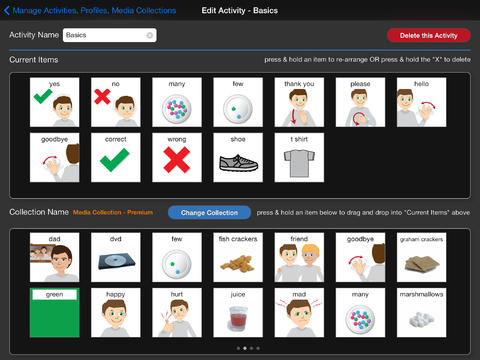 Manage Activities, Profiles, Media Collections
Edit Activity - Basics
Activity Name
Basics
Delete this Activity
Current Items
press & hold an item to re-arrange OR press & hold the "X" to delete
yes
no
many
few
thank you
please
hello
goodbye
correct
wrong
shoe
t shirt
Collection Name
Media Collection - Premium
Change Collection
press & hold an item below to drag and drop into "Current Items" above
dad
dvd
few
fish crackers
friend
goodbye
graham crackers
green
happy
hurt
juice
mad
many
marshmallows